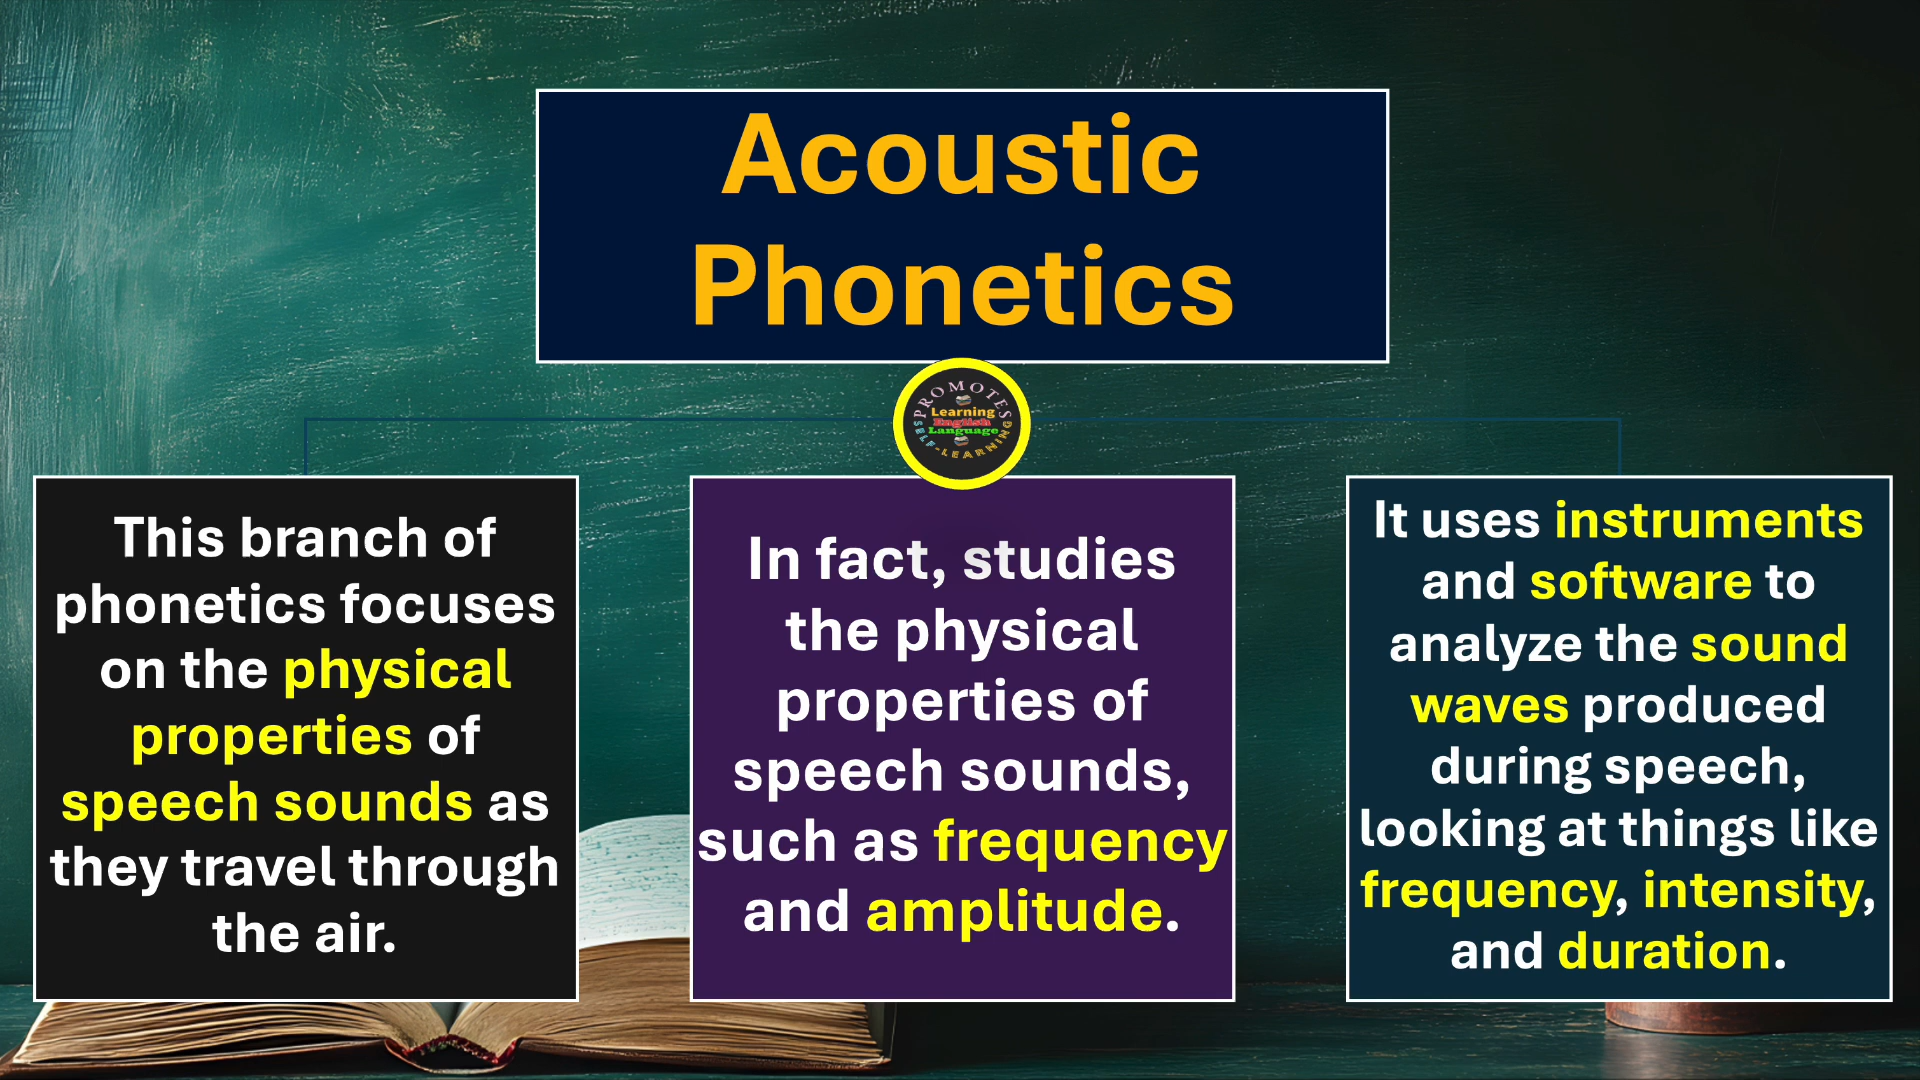 Acoustic
Phonetics
PROMOTES
Learning
English
Language
SELF-LEARNING
This branch of
phonetics focuses
on the physical
properties of
speech sounds as
they travel through
the air.
In fact, studies
the physical
properties of
speech sounds,
such as frequency
and amplitude.
It uses instruments
and software to
analyze the sound
waves produced
during speech,
looking at things like
frequency, intensity,
and duration.